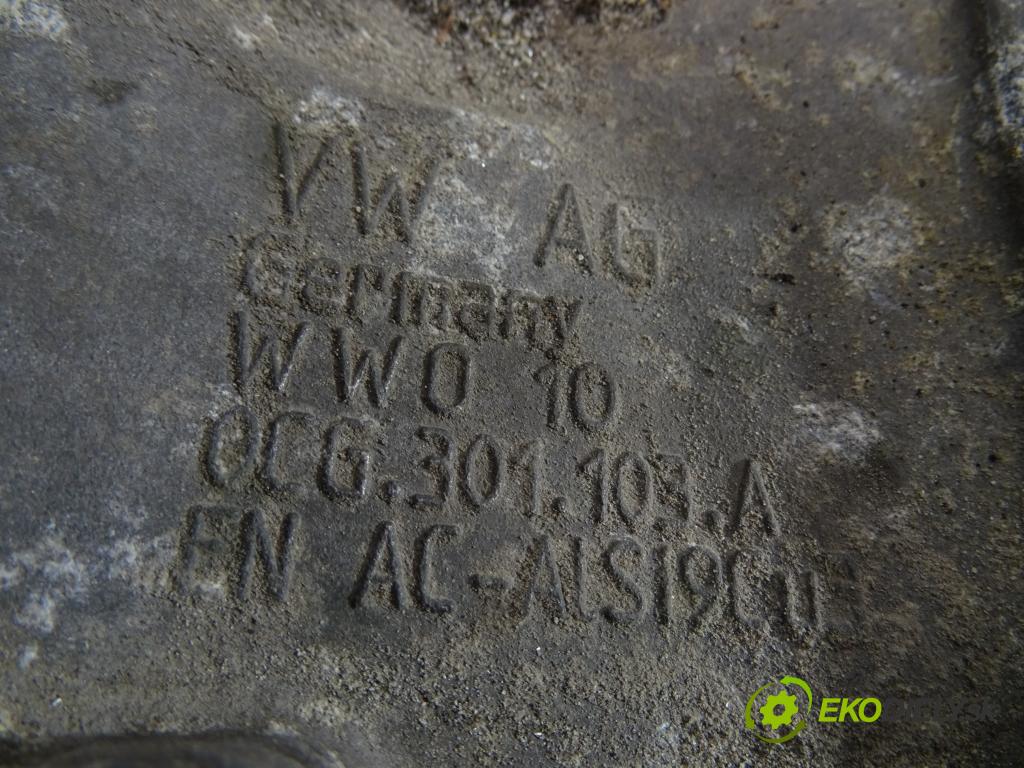 VW AG
Germany
WWO 10
0CG.301.103.A
EN AC-ALSI9CU3
EKO